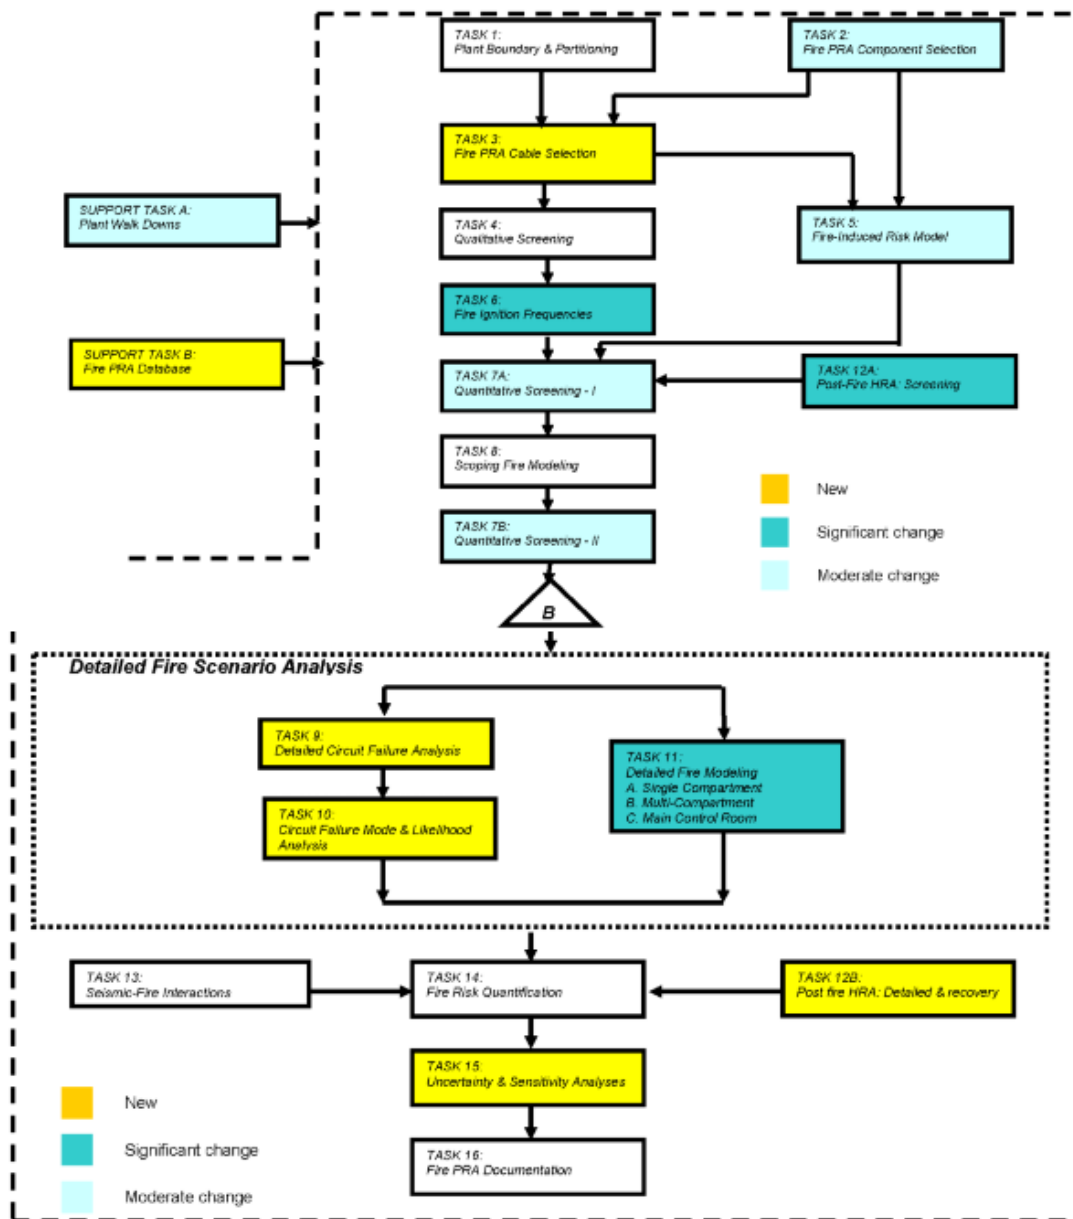 TASK 1:
Plant Boundary & Partitioning
TASK 2:
Fire PRA Component Selection
TASK 3:
Fire PRA Cable Selection
SUPPORT TASK A:
Plant Walk Downs
TASK 4:
Qualitative Screening
TASK 5:
Fire-Induced Risk Model
TASK 6:
Fire Ignition Frequencies
SUPPORT TASK B:
Fire PRA Database
TASK 7A:
Quantitative Screening - I
TASK 12A:
Post-Fire HRA: Screening
TASK 8:
Scoping Fire Modeling
TASK 7B:
Quantitative Screening - II
New
Significant change
Moderate change
B
Detailed Fire Scenario Analysis
TASK 9:
Detailed Circuit Failure Analysis
TASK 10:
Circuit Failure Mode & Likelihood
Analysis
TASK 11:
Detailed Fire Modeling
A. Single Compartment
B. Multi-Compartment
C. Main Control Room
TASK 13:
Seismic-Fire Interactions
TASK 14:
Fire Risk Quantification
TASK 12B:
Post fire HRA: Detailed & recovery
TASK 15:
Uncertainty & Sensitivity Analyses
TASK 16:
Fire PRA Documentation
New
Significant change
Moderate change